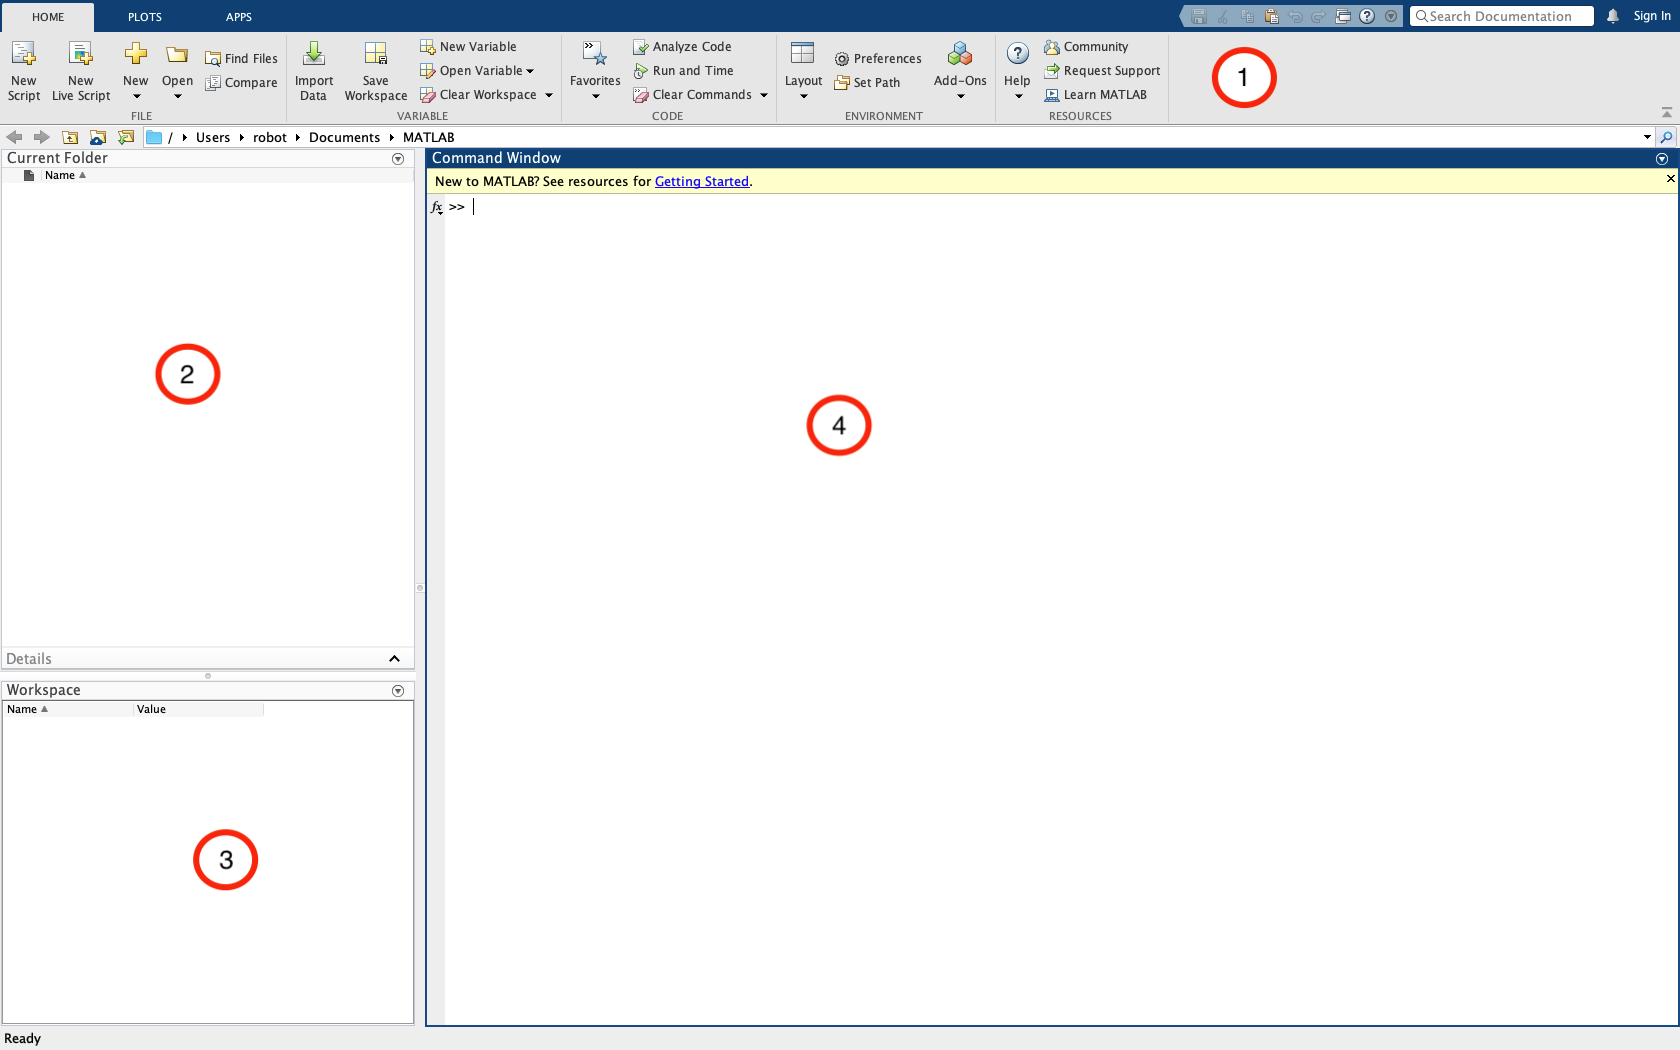 HOME PLOTS APPS Search Documentation Sign In
New Script
New Live Script
New
Open
Find Files
Compare
FILE
Import Data
Save Workspace
New Variable
Open Variable
Clear Workspace
VARIABLE
Favorites
Analyze Code
Run and Time
Clear Commands
CODE
Layout
Preferences
Set Path
Add-Ons
ENVIRONMENT
Help
Community
Request Support
Learn MATLAB
RESOURCES
1
/ Users robot Documents MATLAB
Current Folder
Name
2
Details
Workspace
Name Value
3
Command Window
New to MATLAB? See resources for Getting Started.
fx >>
4
Ready